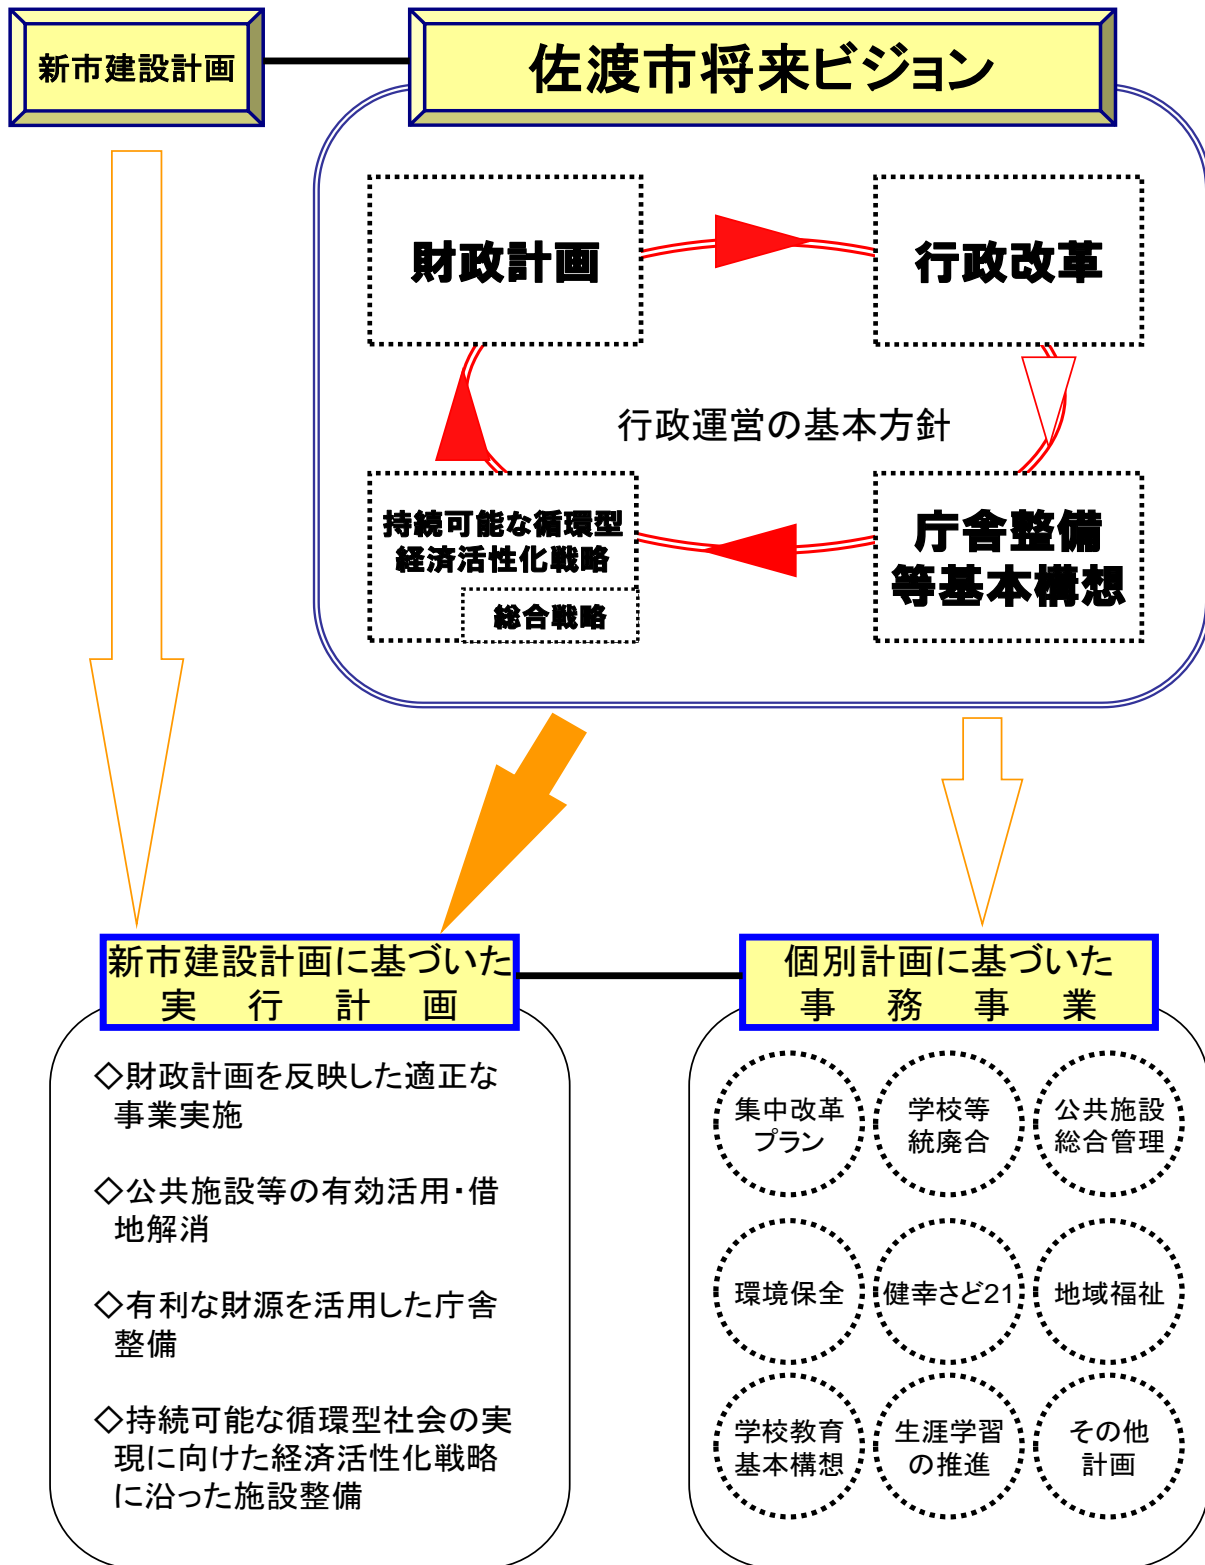 新市建設計画
佐渡市将来ビジョン
財政計画
行政改革
行政運営の基本方針
持続可能な循環型
経済活性化戦略
総合戦略
庁舎整備
等基本構想
新市建設計画に基づいた
実行計画
◇財政計画を反映した適正な
事業実施
◇公共施設等の有効活用・借
地解消
◇有利な財源を活用した庁舎
整備
◇持続可能な循環型社会の実
現に向けた経済活性化戦略
に沿った施設整備
個別計画に基づいた
事務事業
集中改革
プラン
学校等
統廃合
公共施設
総合管理
環境保全
健幸さど21
地域福祉
学校教育
基本構想
生涯学習
の推進
その他
計画